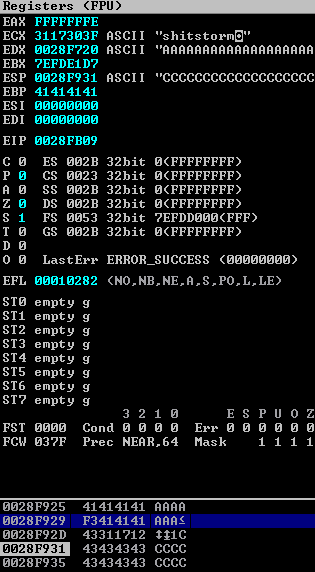 Registers (FPU)
EAX FFFFFFFE
ECX 3117303F ASCII "shitstorm◘"
EDX 0028F720 ASCII "AAAAAAAAAAAAAAAAAAA
EBX 7EFDE1D7
ESP 0028F931 ASCII "CCCCCCCCCCCCCCCCCCC
EBP 41414141
ESI 00000000
EDI 00000000
EIP 0028FB09
C 0 ES 002B 32bit 0(FFFFFFFF)
P 0 CS 0023 32bit 0(FFFFFFFF)
A 0 SS 002B 32bit 0(FFFFFFFF)
Z 0 DS 002B 32bit 0(FFFFFFFF)
S 1 FS 0053 32bit 7EFDD000(FFF)
T 0 GS 002B 32bit 0(FFFFFFFF)
D 0
O 0 LastErr ERROR_SUCCESS (00000000)
EFL 00010282 (NO,NB,NE,A,S,PO,L,LE)
ST0 empty g
ST1 empty g
ST2 empty g
ST3 empty g
ST4 empty g
ST5 empty g
ST6 empty g
ST7 empty g
3 2 1 0 E S P U O Z
FST 0000 Cond 0 0 0 0 Err 0 0 0 0 0 0
FCW 037F Prec NEAR,64 Mask 1 1 1 1
0028F925 41414141 AAAA
0028F929 F3414141 AAA≤
0028F92D 43311712 ↕↨1C
0028F931 43434343 CCCC
0028F935 43434343 CCCC